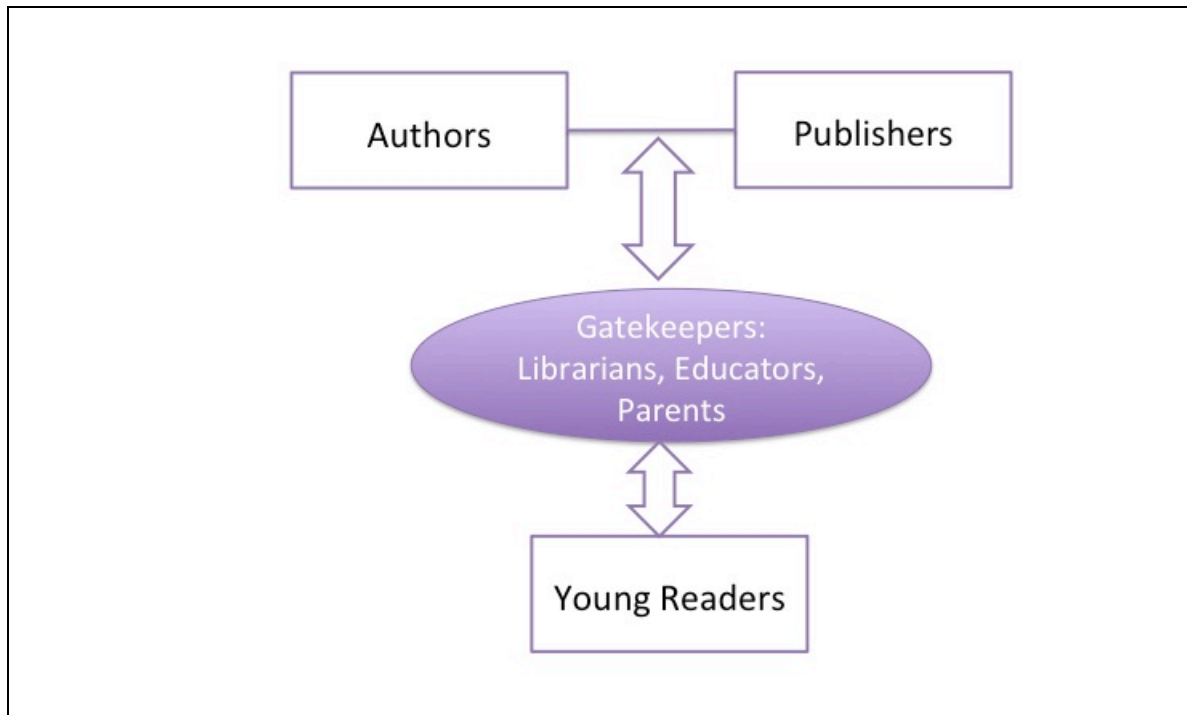 Authors
Publishers
Gatekeepers:
Librarians, Educators,
Parents
Young Readers